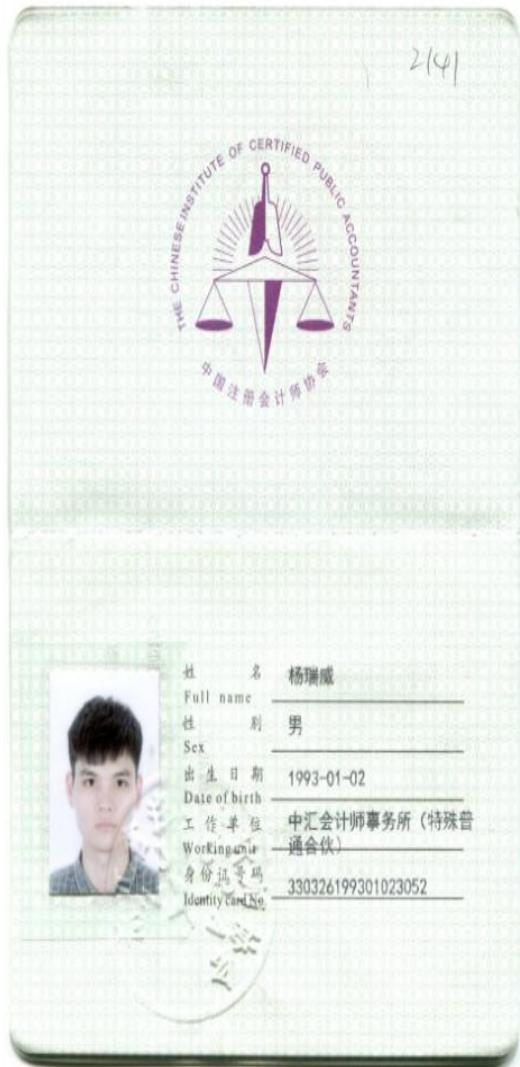 2141
THE CHINESE INSTITUTE OF CERTIFIED PUBLIC ACCOUNTANTS
中国注册会计师协会
姓 名 杨瑞威
Full name
性 别 男
Sex
出生日期 1993-01-02
Date of birth
工作单位 中汇会计师事务所（特殊普
Working unit 通合伙）
身份证号码 330326199301023052
Identity card No